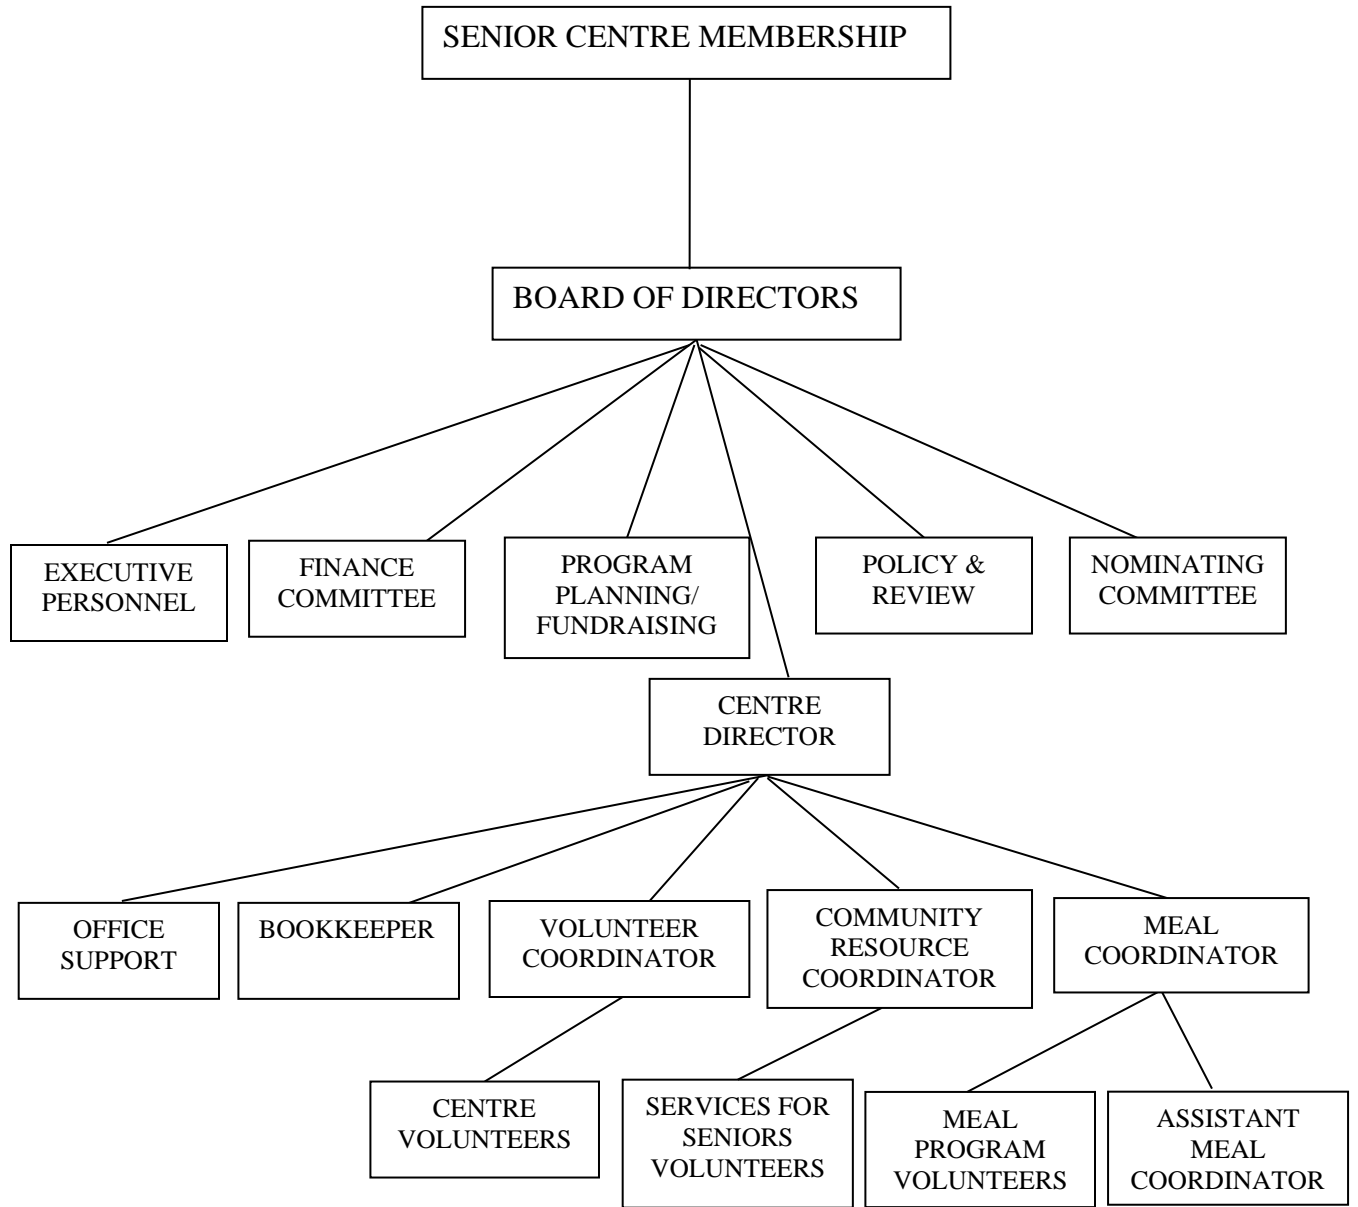 SENIOR CENTRE MEMBERSHIP
BOARD OF DIRECTORS
EXECUTIVE
PERSONNEL
FINANCE
COMMITTEE
PROGRAM
PLANNING/
FUNDRAISING
POLICY &
REVIEW
NOMINATING
COMMITTEE
CENTRE
DIRECTOR
OFFICE
SUPPORT
BOOKKEEPER
VOLUNTEER
COORDINATOR
COMMUNITY
RESOURCE
COORDINATOR
MEAL
COORDINATOR
CENTRE
VOLUNTEERS
SERVICES FOR
SENIORS
VOLUNTEERS
MEAL
PROGRAM
VOLUNTEERS
ASSISTANT
MEAL
COORDINATOR